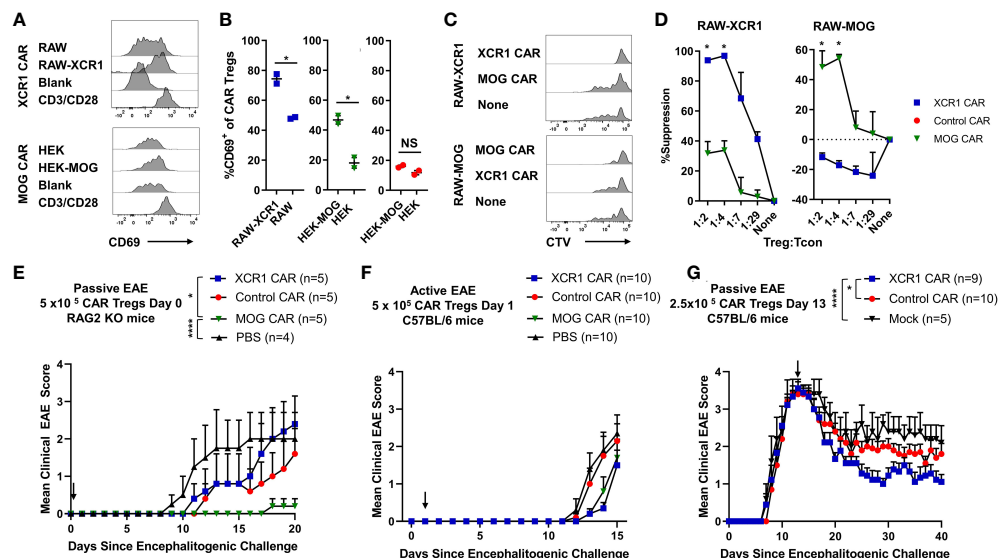 A
XCR1 CAR
RAW
RAW-XCR1
Blank
CD3/CD28
MOG CAR
HEK
HEK-MOG
Blank
CD3/CD28
CD69
B
%CD69+ of CAR Tregs
100
80
60
40
20
0
*
RAW-XCR1
RAW
100
80
60
40
20
0
*
HEK-MOG
HEK
100
80
60
40
20
0
NS
HEK-MOG
HEK
C
RAW-XCR1
XCR1 CAR
MOG CAR
None
RAW-MOG
MOG CAR
XCR1 CAR
None
CTV
D
RAW-XCR1
%Suppression
100
80
60
40
20
0
* *
1:2
1:4
1:7
1:29
None
RAW-MOG
60
40
20
0
-20
-40
* *
1:2
1:4
1:7
1:29
None
Treg:Tcon
XCR1 CAR
Control CAR
MOG CAR
E
Passive EAE
5 x10 5 CAR Tregs Day 0
RAG2 KO mice
*
****
XCR1 CAR (n=5)
Control CAR (n=5)
MOG CAR (n=5)
PBS (n=4)
Mean Clinical EAE Score
4
3
2
1
0
0 5 10 15 20
Days Since Encephalitogenic Challenge
F
Active EAE
5 x 105 CAR Tregs Day 1
C57BL/6 mice
XCR1 CAR (n=10)
Control CAR (n=10)
MOG CAR (n=10)
PBS (n=10)
Mean Clinical EAE Score
4
3
2
1
0
0 5 10 15
Days Since Encephalitogenic Challenge
G
Passive EAE
2.5x10 5 CAR Tregs Day 13
C57BL/6 mice
****
*
XCR1 CAR (n=9)
Control CAR (n=10)
Mock (n=5)
Mean Clinical EAE Score
4
3
2
1
0
0 10 20 30 40
Days Since Encephalitogenic Challenge